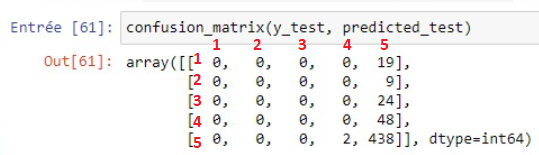 Entrée [61]: confusion_matrix(y_test, predicted_test)
1 2 3 4 5
Out[61]: array([[ 1 0, 0, 0, 0, 19],
[ 2 0, 0, 0, 0, 9],
[ 3 0, 0, 0, 0, 24],
[ 4 0, 0, 0, 0, 48],
[ 5 0, 0, 0, 2, 438]], dtype=int64)